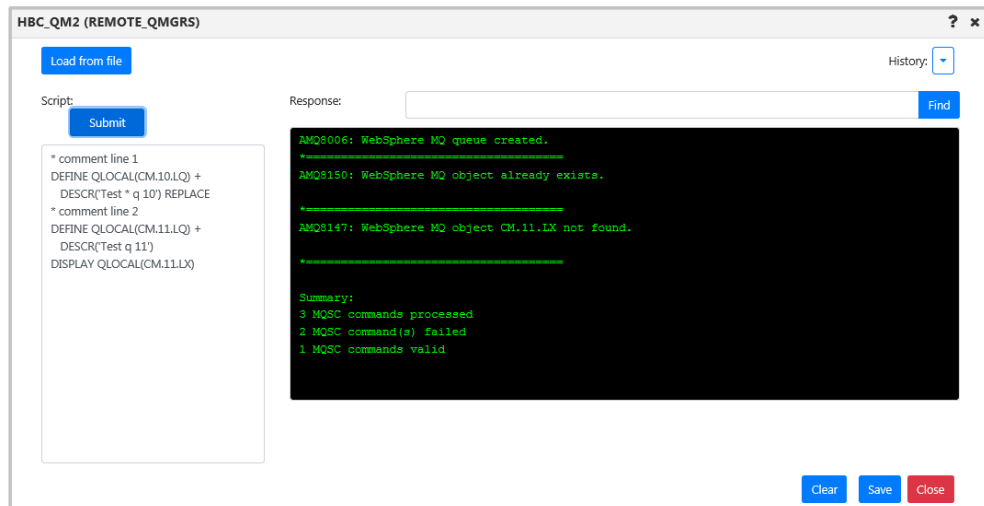 HBC_QM2 (REMOTE_QMGRS) ? ×
Load from file
History:
Script:
Submit
* comment line 1
DEFINE QLOCAL(CM.10.LQ) +
DESCR('Test * q 10') REPLACE
* comment line 2
DEFINE QLOCAL(CM.11.LQ) +
DESCR('Test q 11')
DISPLAY QLOCAL(CM.11.LX)
Response:
Find
AMQ8006: WebSphere MQ queue created.
*=====================================
AMQ8150: WebSphere MQ object already exists.
*=====================================
AMQ8147: WebSphere MQ object CM.11.LX not found.
*=====================================
Summary:
3 MQSC commands processed
2 MQSC command(s) failed
1 MQSC commands valid
Clear
Save
Close